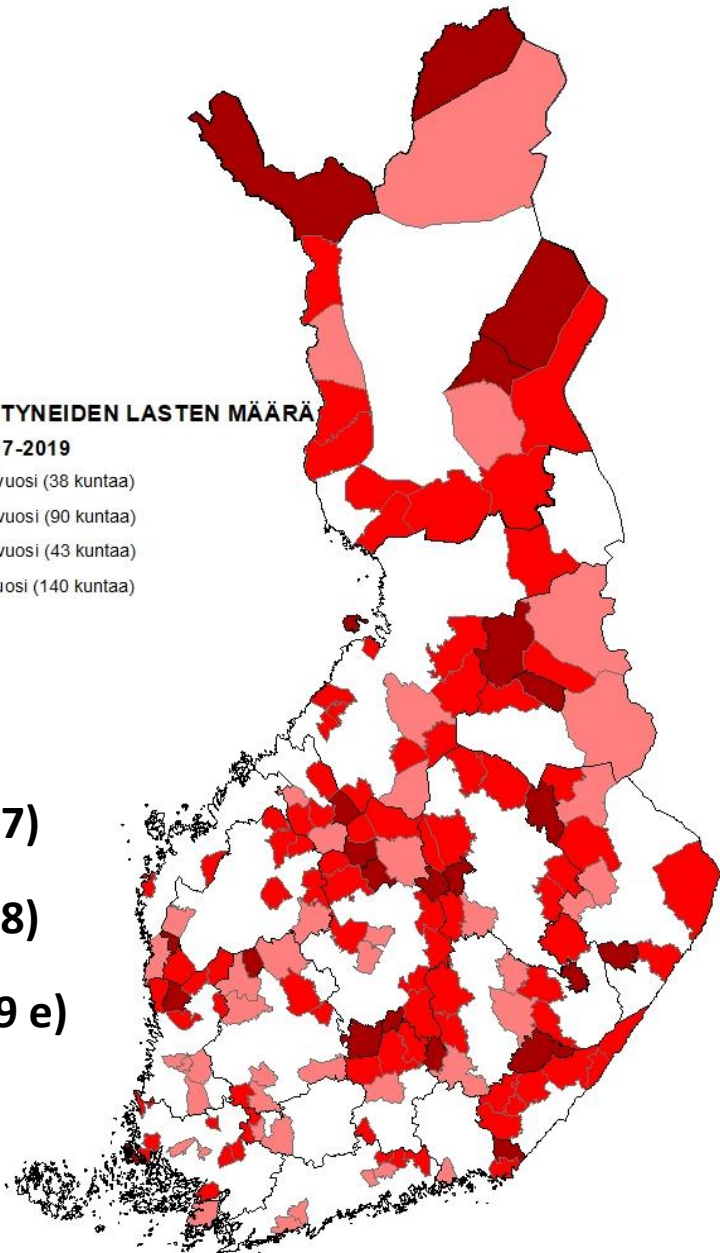 TYNEIDEN LASTEN MÄÄRÄ
7-2019
vuosi (38 kuntaa)
vuosi (90 kuntaa)
vuosi (43 kuntaa)
uosi (140 kuntaa)
7)
8)
9 e)